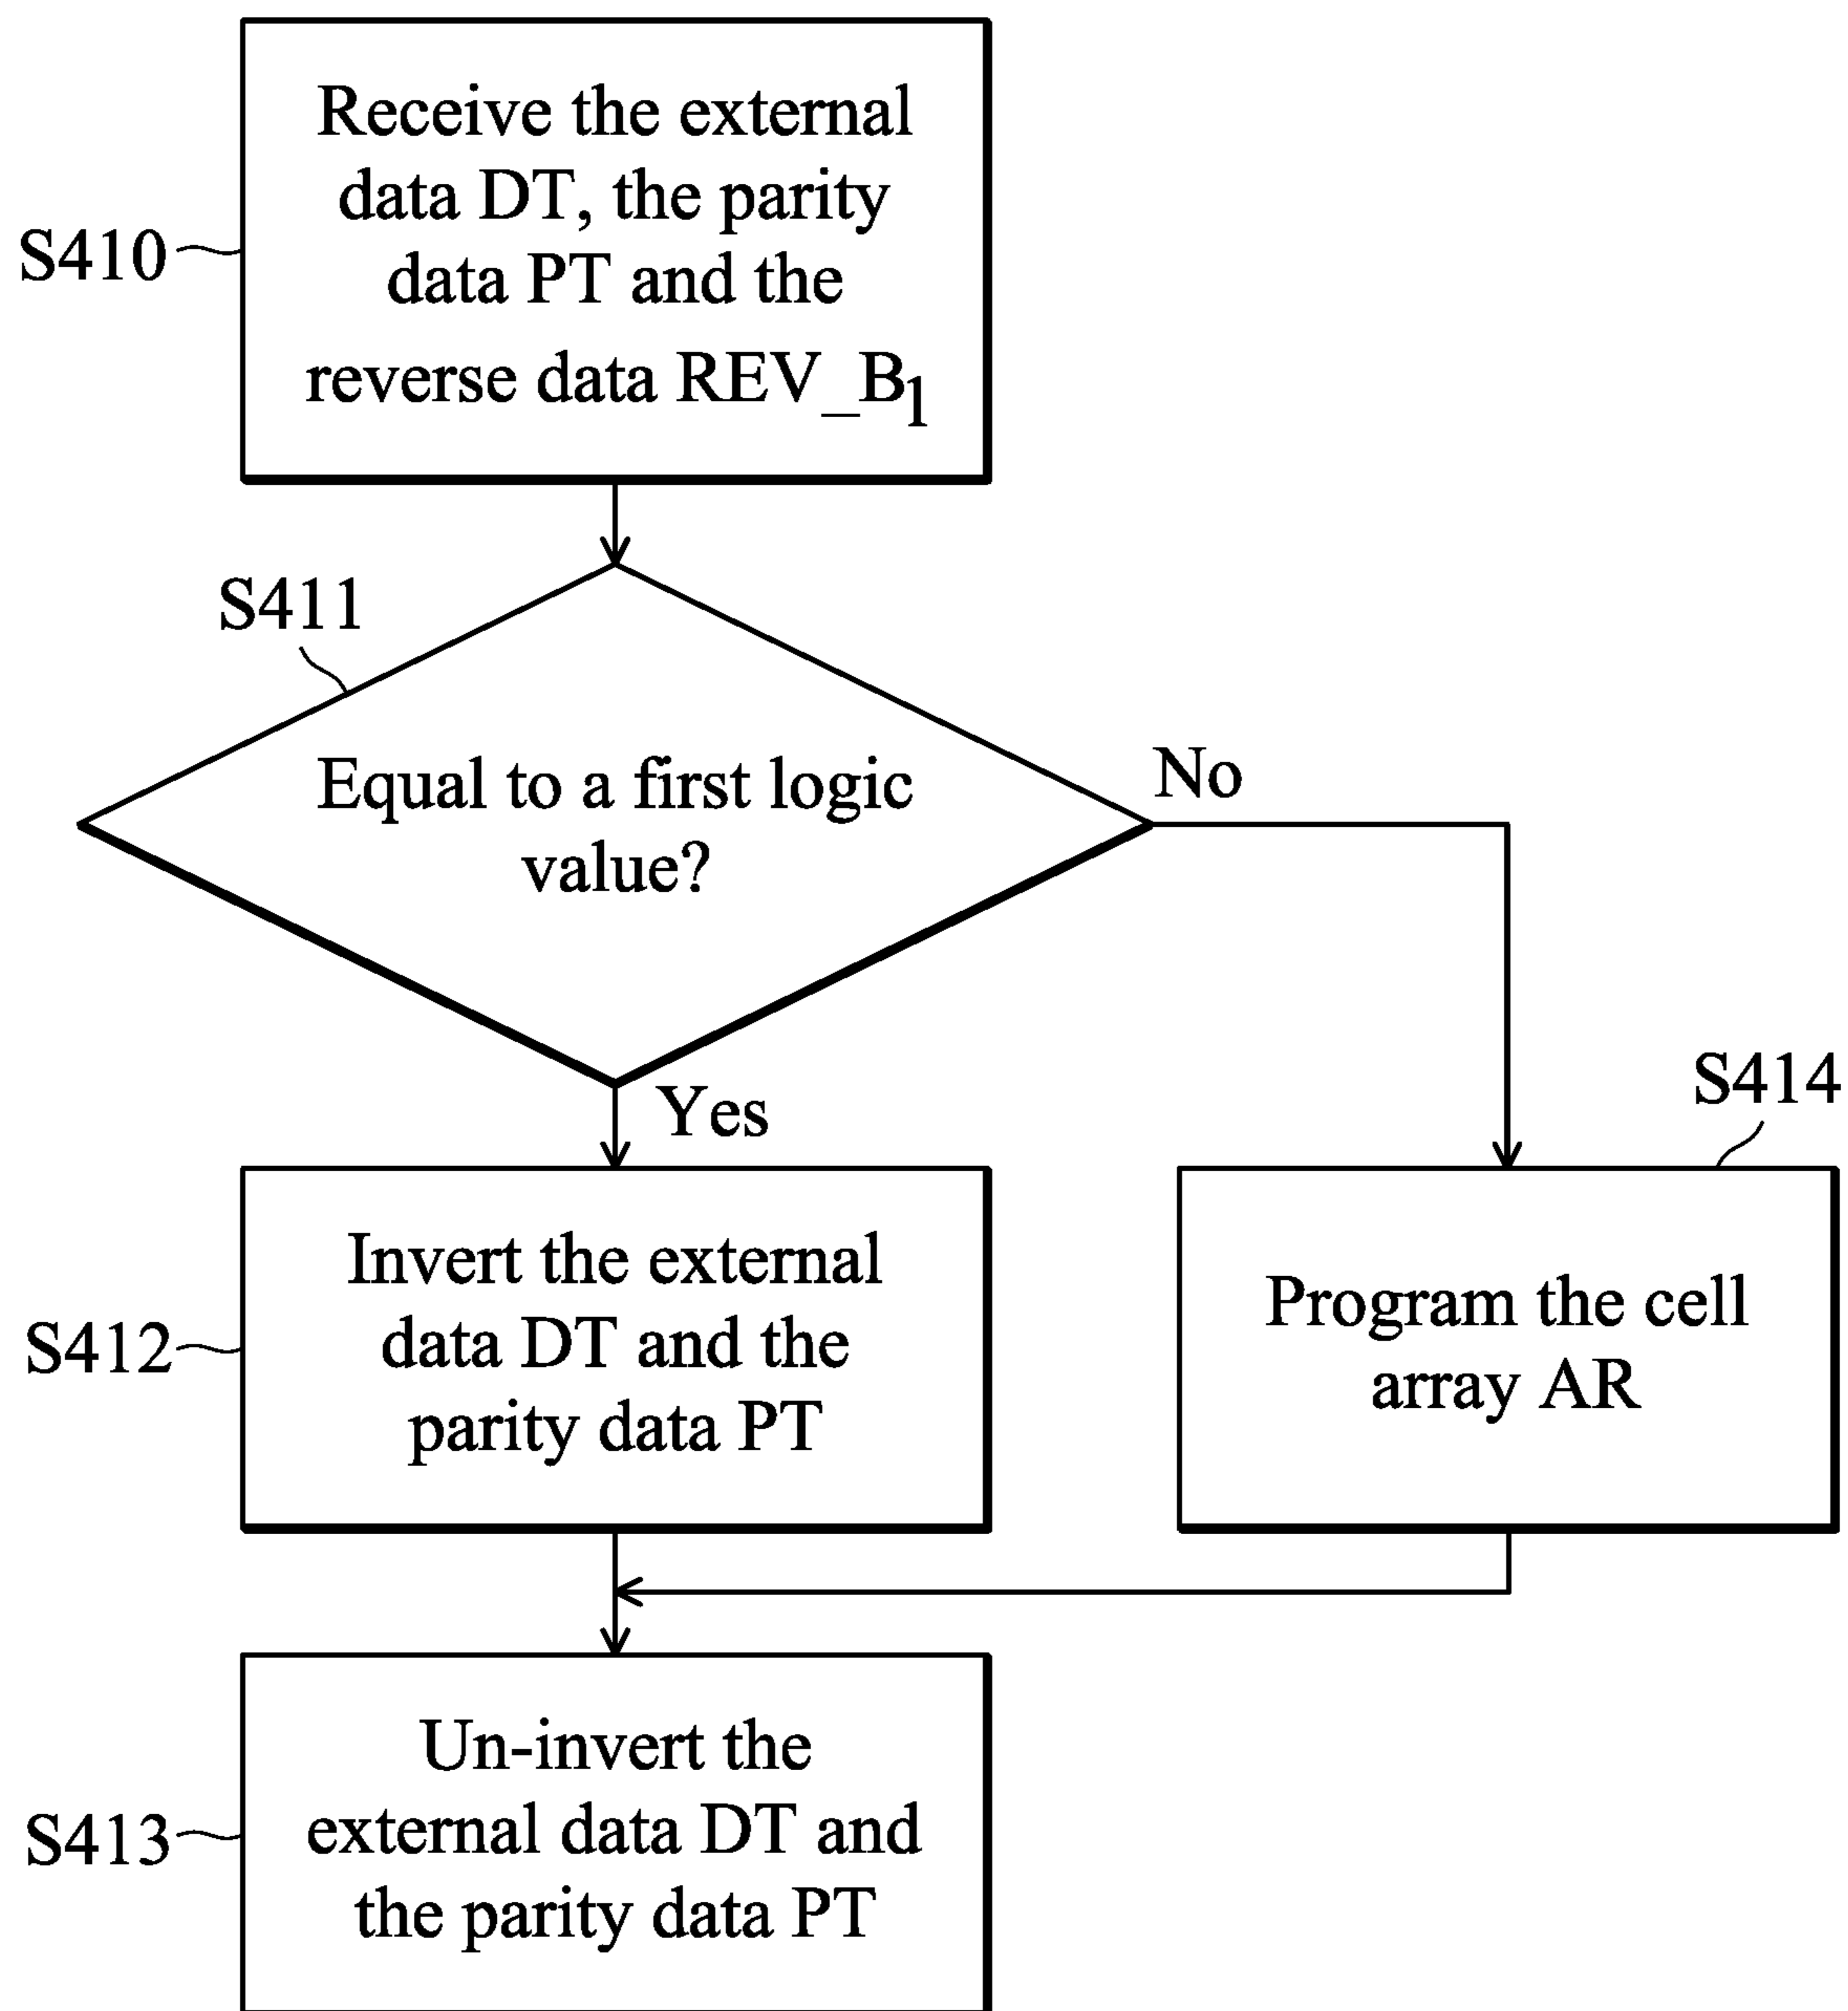 S410
Receive the external
data DT, the parity
data PT and the
reverse data REV_B1
S411
Equal to a first logic
value?
No
Yes
S412
Invert the external
data DT and the
parity data PT
S414
Program the cell
array AR
S413
Un-invert the
external data DT and
the parity data PT